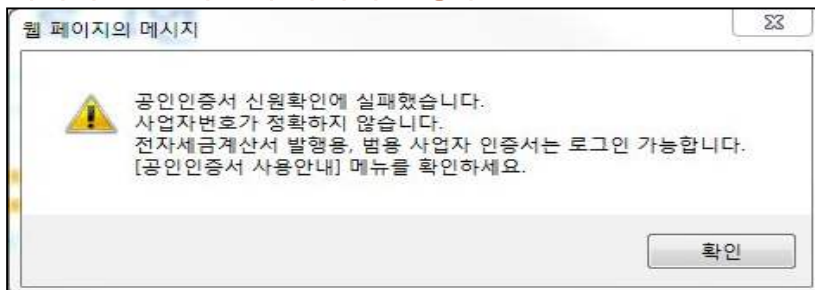 웹 페이지의 메시지
공인인증서 신원확인에 실패했습니다.
사업자번호가 정확하지 않습니다.
전자세금계산서 발행용, 범용 사업자 인증서는 로그인 가능합니다.
[공인인증서 사용안내] 메뉴를 확인하세요.
확인